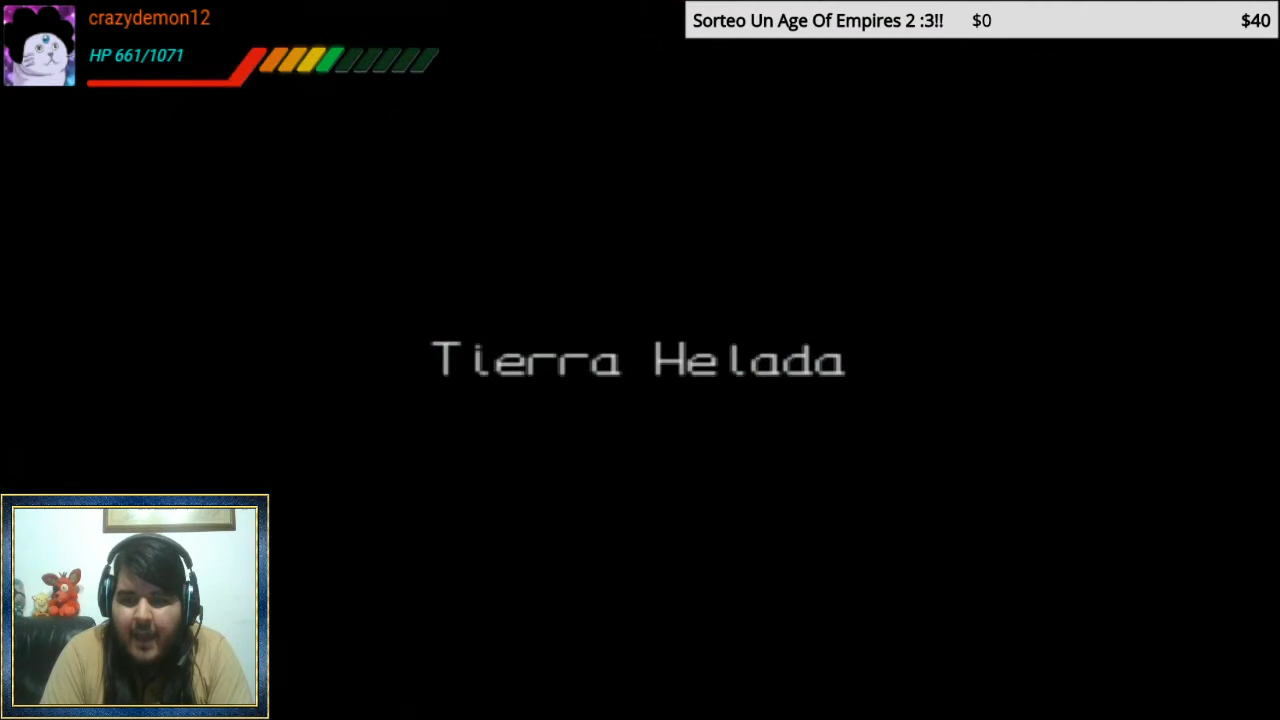 crazydemon12
HP 661/1071
Sorteo Un Age Of Empires 2 :3!! $0 $40
Tierra Helada